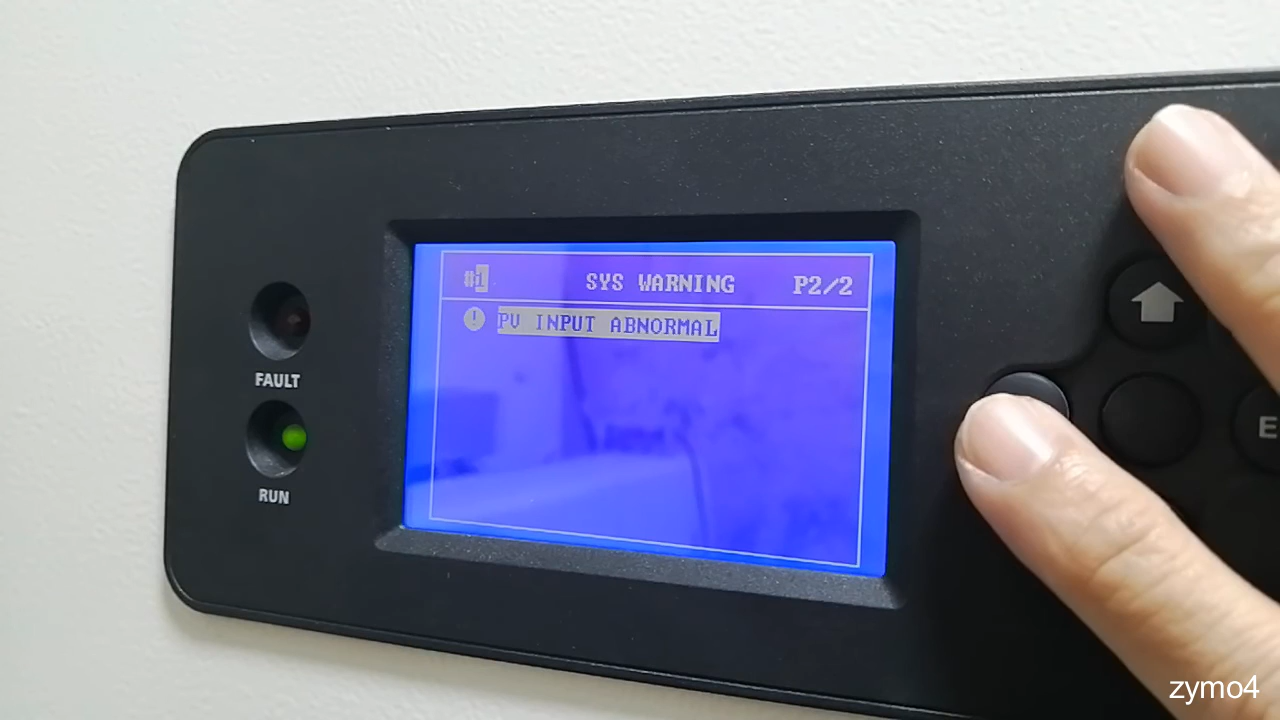 #1 SYS WARNING P2/2
! PV INPUT ABNORMAL
FAULT
RUN
E
zymo4